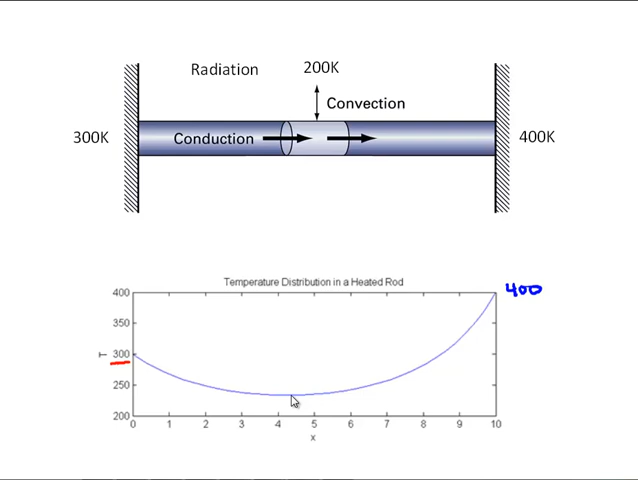 Radiation 200K
Convection
300K Conduction 400K
Temperature Distribution in a Heated Rod
400 400
350
T 300
250
200
0 1 2 3 4 5 6 7 8 9 10
x